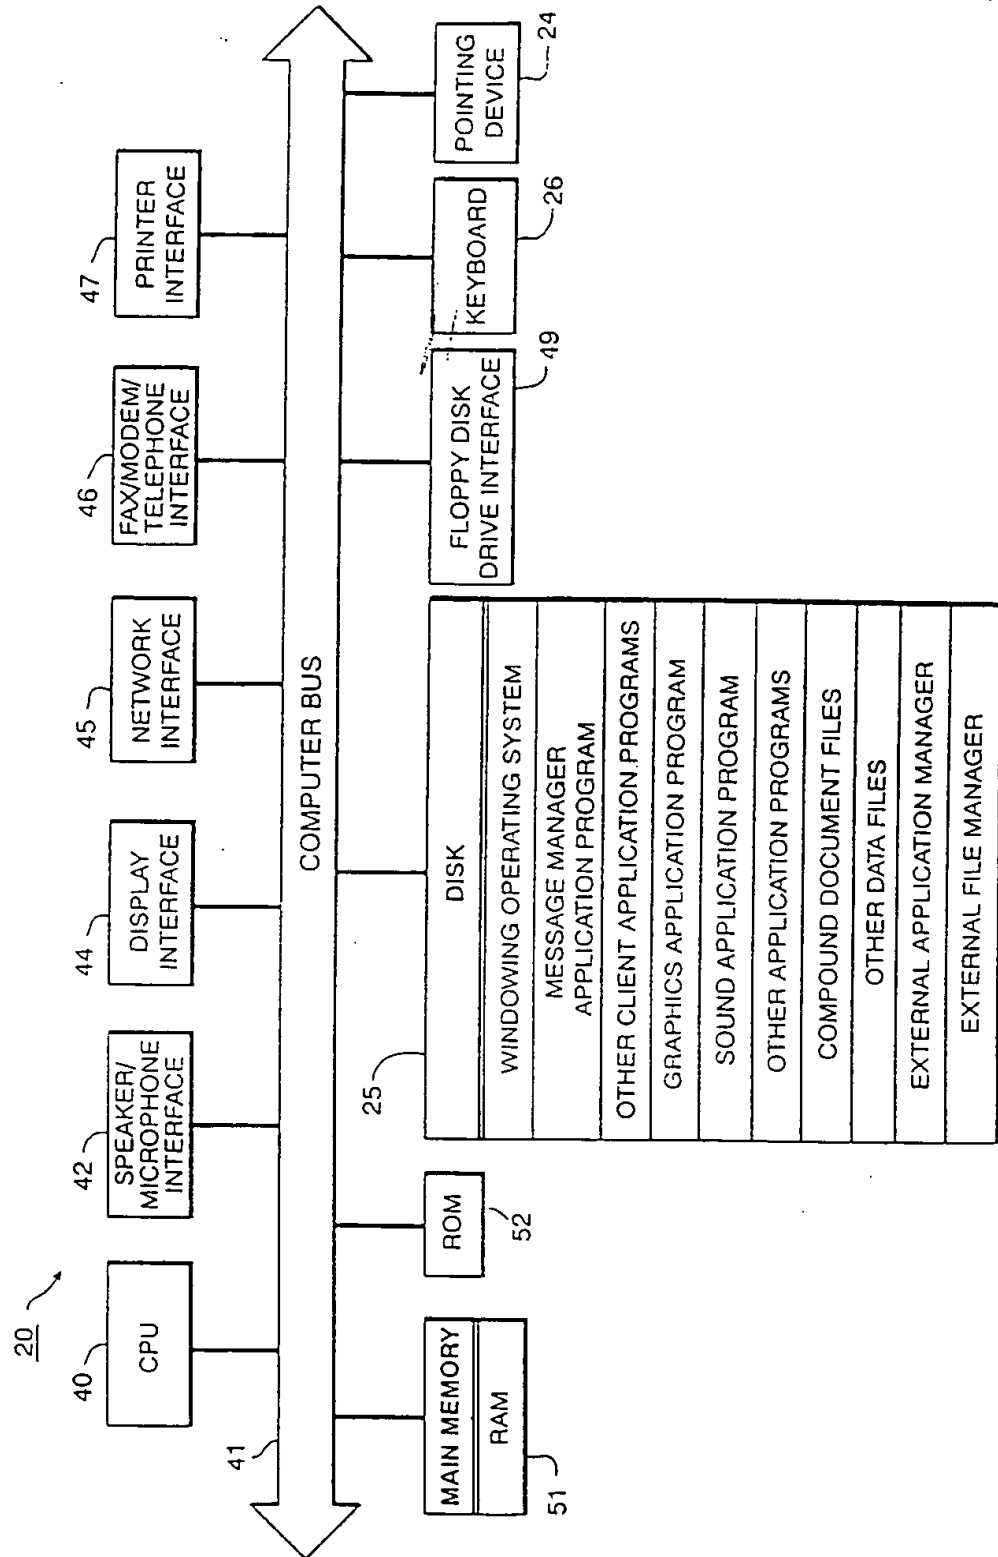 20
40
CPU
42
SPEAKER/
MICROPHONE
INTERFACE
44
DISPLAY
INTERFACE
45
NETWORK
INTERFACE
46
FAX/MODEM/
TELEPHONE
INTERFACE
47
PRINTER
INTERFACE
41
COMPUTER BUS
MAIN MEMORY
RAM
51
ROM
52
25
DISK
WINDOWING OPERATING SYSTEM
MESSAGE MANAGER
APPLICATION PROGRAM
OTHER CLIENT APPLICATION PROGRAMS
GRAPHICS APPLICATION PROGRAM
SOUND APPLICATION PROGRAM
OTHER APPLICATION PROGRAMS
COMPOUND DOCUMENT FILES
OTHER DATA FILES
EXTERNAL APPLICATION MANAGER
EXTERNAL FILE MANAGER
FLOPPY DISK
DRIVE INTERFACE
49
KEYBOARD
26
POINTING
DEVICE
24